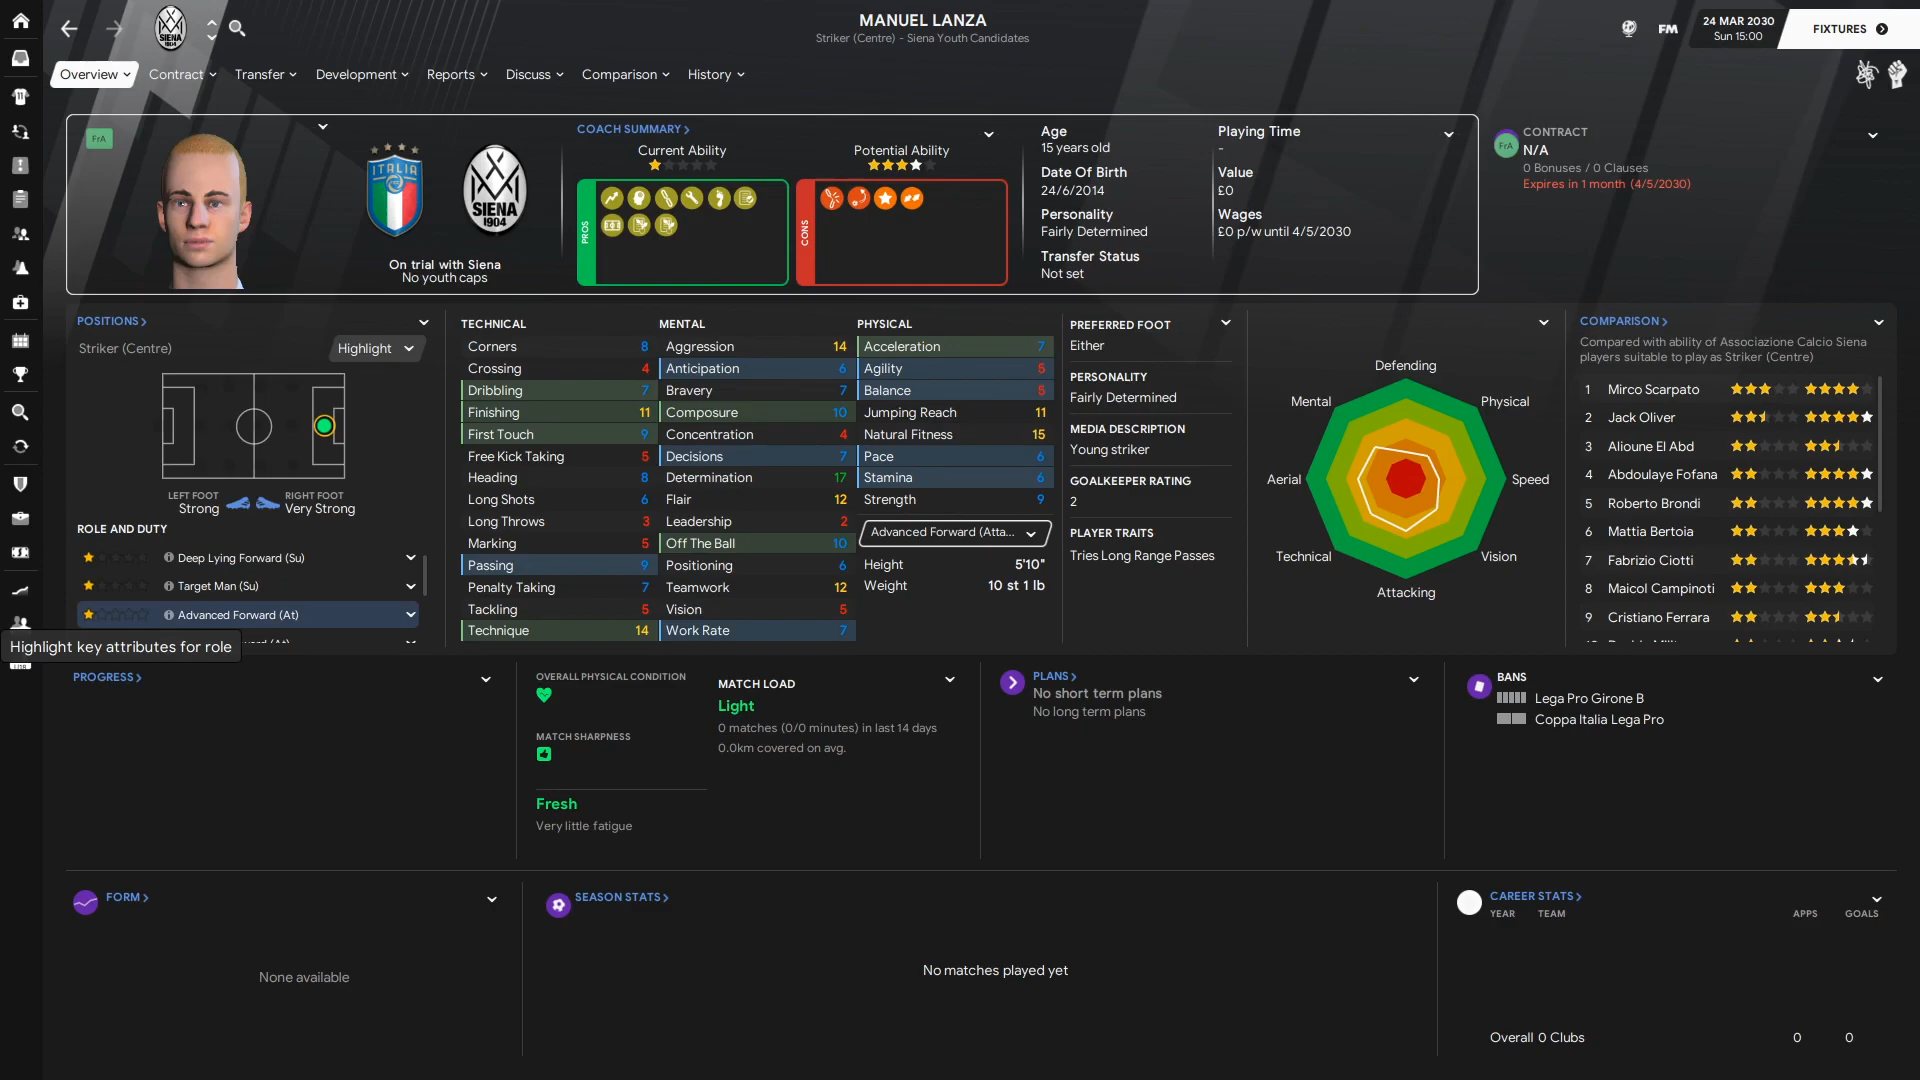 MANUEL LANZA
Striker (Centre) - Siena Youth Candidates
FM
24 MAR 2030
Sun 15:00
FIXTURES
Overview
Contract
Transfer
Development
Reports
Discuss
Comparison
History
FrA
ITALIA
SIENA
1904
On trial with Siena
No youth caps
COACH SUMMARY
Current Ability
Potential Ability
PROS
CONS
Age
15 years old
Date Of Birth
24/6/2014
Personality
Fairly Determined
Transfer Status
Not set
Playing Time
-
Value
£0
Wages
£0 p/w until 4/5/2030
FrA
CONTRACT
N/A
0 Bonuses / 0 Clauses
Expires in 1 month (4/5/2030)
POSITIONS
Striker (Centre)
Highlight
LEFT FOOT
Strong
RIGHT FOOT
Very Strong
ROLE AND DUTY
Deep Lying Forward (Su)
Target Man (Su)
Advanced Forward (At)
Highlight key attributes for role
TECHNICAL
Corners 8
Crossing 4
Dribbling 7
Finishing 11
First Touch 9
Free Kick Taking 5
Heading 8
Long Shots 6
Long Throws 3
Marking 5
Passing 9
Penalty Taking 7
Tackling 5
Technique 14
MENTAL
Aggression 14
Anticipation 6
Bravery 7
Composure 10
Concentration 4
Decisions 7
Determination 17
Flair 12
Leadership 2
Off The Ball 10
Positioning 6
Teamwork 12
Vision 5
Work Rate 7
PHYSICAL
Acceleration 7
Agility 5
Balance 5
Jumping Reach 11
Natural Fitness 15
Pace 6
Stamina 6
Strength 9
Advanced Forward (Atta...
Height 5'10"
Weight 10 st 1 lb
PREFERRED FOOT
Either
PERSONALITY
Fairly Determined
MEDIA DESCRIPTION
Young striker
GOALKEEPER RATING
2
PLAYER TRAITS
Tries Long Range Passes
Defending
Physical
Speed
Vision
Attacking
Technical
Aerial
Mental
COMPARISON
Compared with ability of Associazione Calcio Siena
players suitable to play as Striker (Centre)
1 Mirco Scarpato
2 Jack Oliver
3 Alioune El Abd
4 Abdoulaye Fofana
5 Roberto Brondi
6 Mattia Bertoia
7 Fabrizio Ciotti
8 Maicol Campinoti
9 Cristiano Ferrara
PROGRESS
OVERALL PHYSICAL CONDITION
MATCH SHARPNESS
Fresh
Very little fatigue
MATCH LOAD
Light
0 matches (0/0 minutes) in last 14 days
0.0km covered on avg.
PLANS
No short term plans
No long term plans
BANS
Lega Pro Girone B
Coppa Italia Lega Pro
FORM
None available
SEASON STATS
No matches played yet
CAREER STATS
YEAR TEAM APPS GOALS
Overall 0 Clubs 0 0